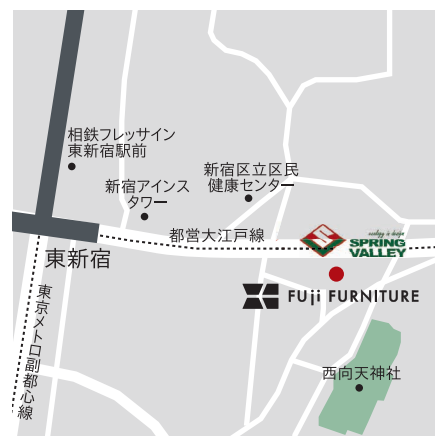 相鉄フレッサイン
東新宿駅前
新宿区立区民
健康センター
新宿アインス
タワー
都営大江戸線
ecology is design
SPRING
VALLEY
東新宿
FUJI FURNITURE
東京メトロ副都心線
西向天神社